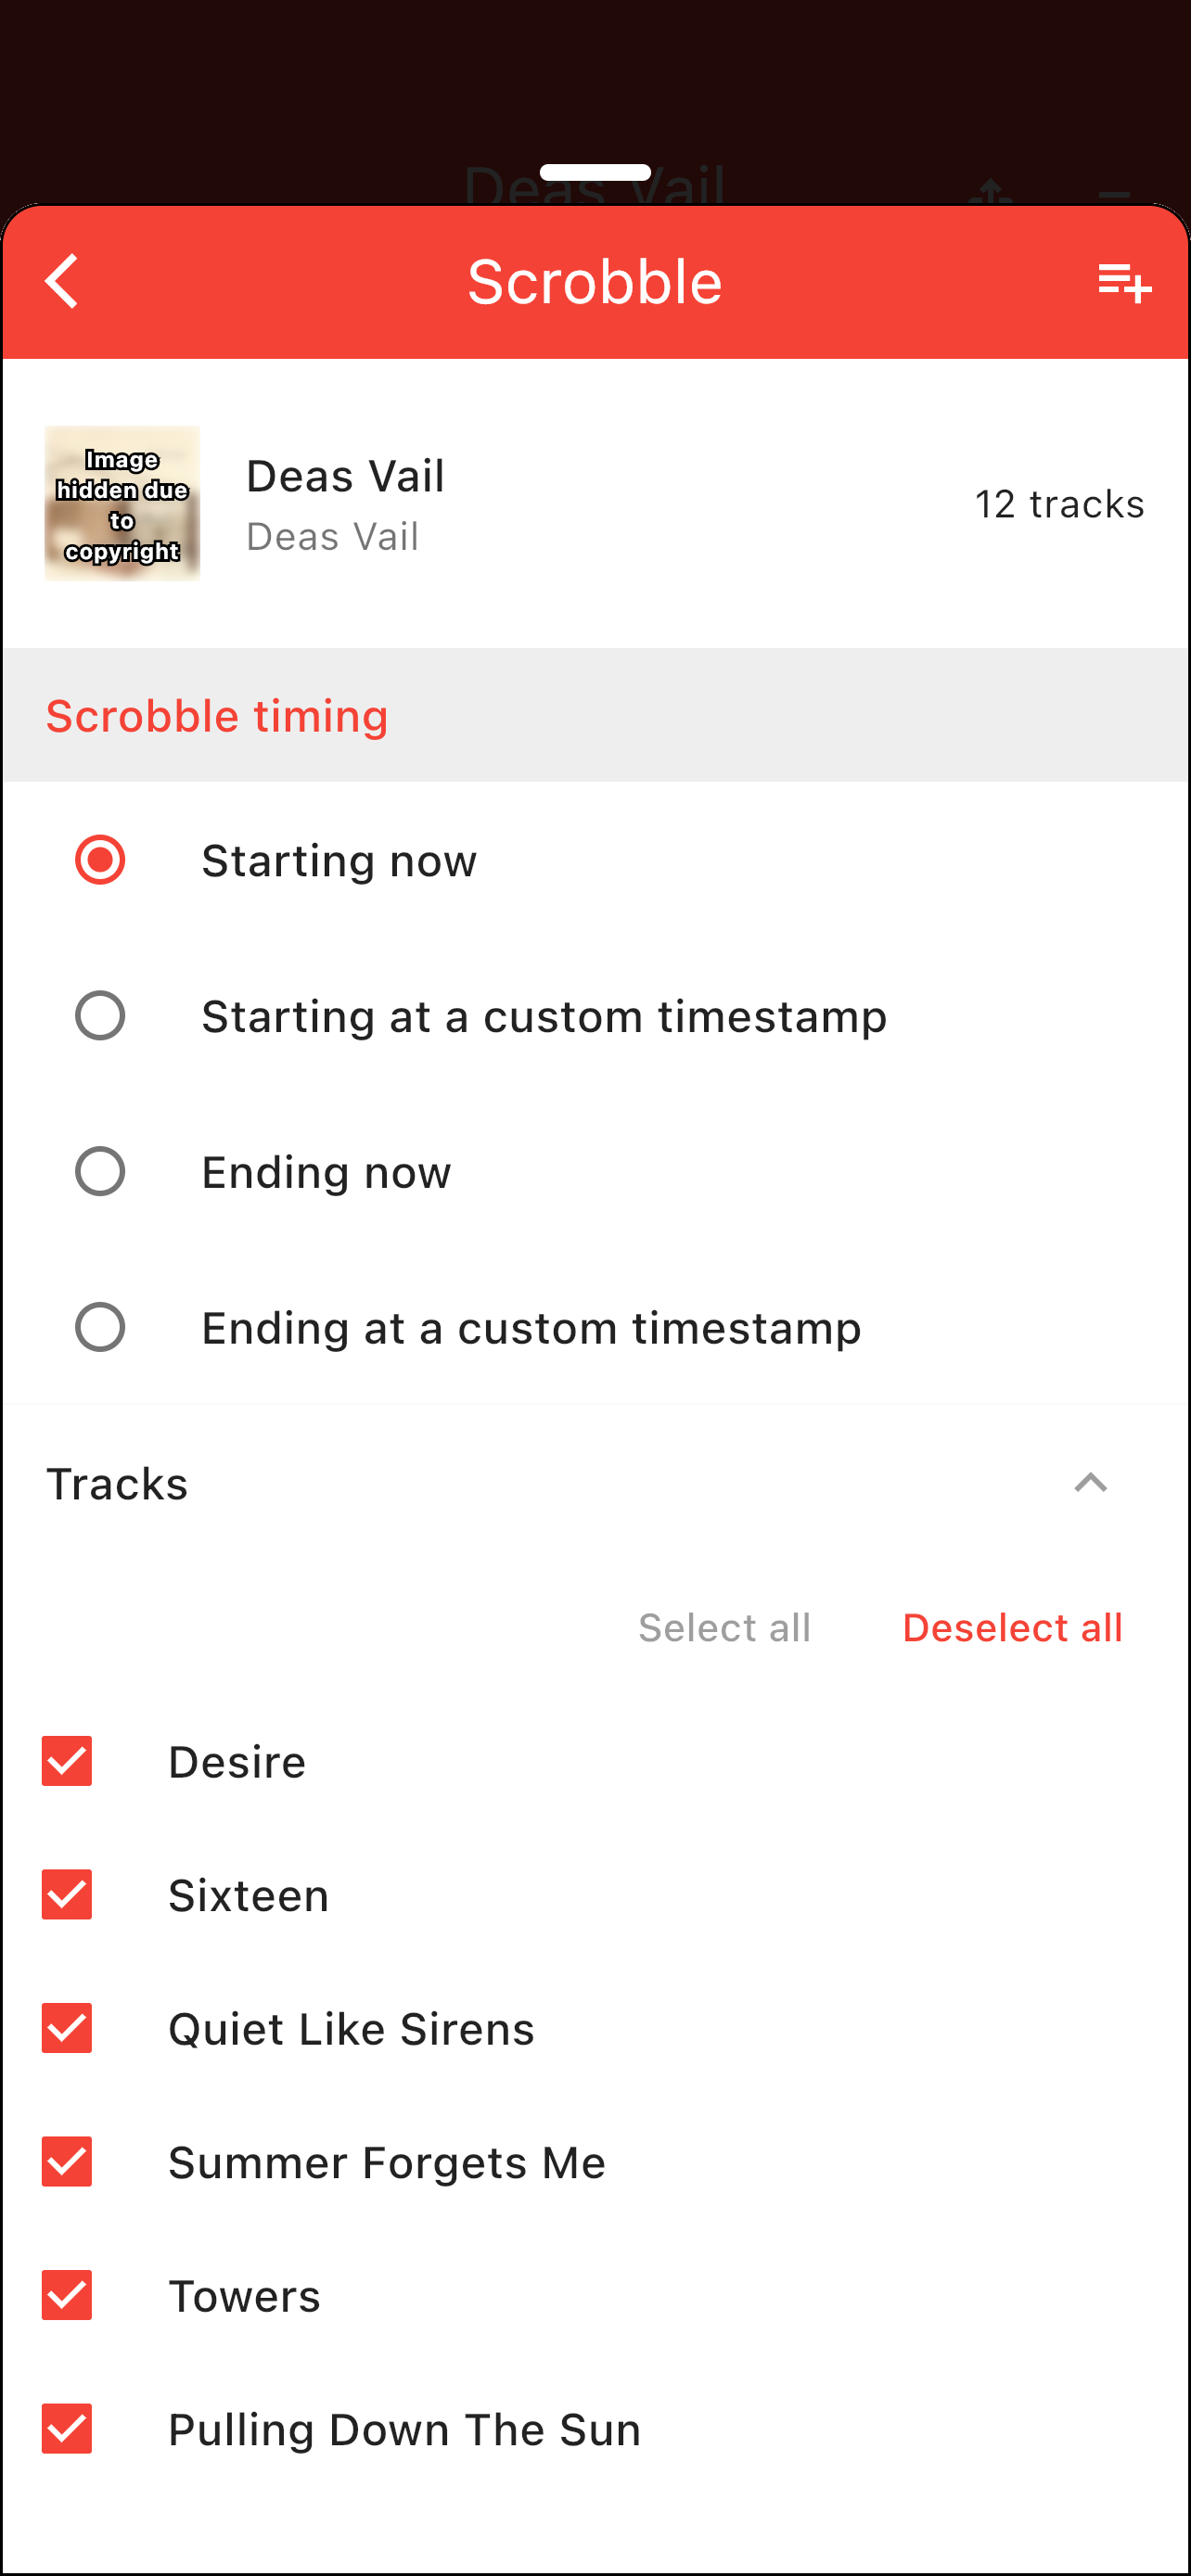 Deas Vail
Scrobble
Image
hidden due
to
copyright
Deas Vail
Deas Vail
12 tracks
Scrobble timing
Starting now
Starting at a custom timestamp
Ending now
Ending at a custom timestamp
Tracks
Select all
Deselect all
Desire
Sixteen
Quiet Like Sirens
Summer Forgets Me
Towers
Pulling Down The Sun